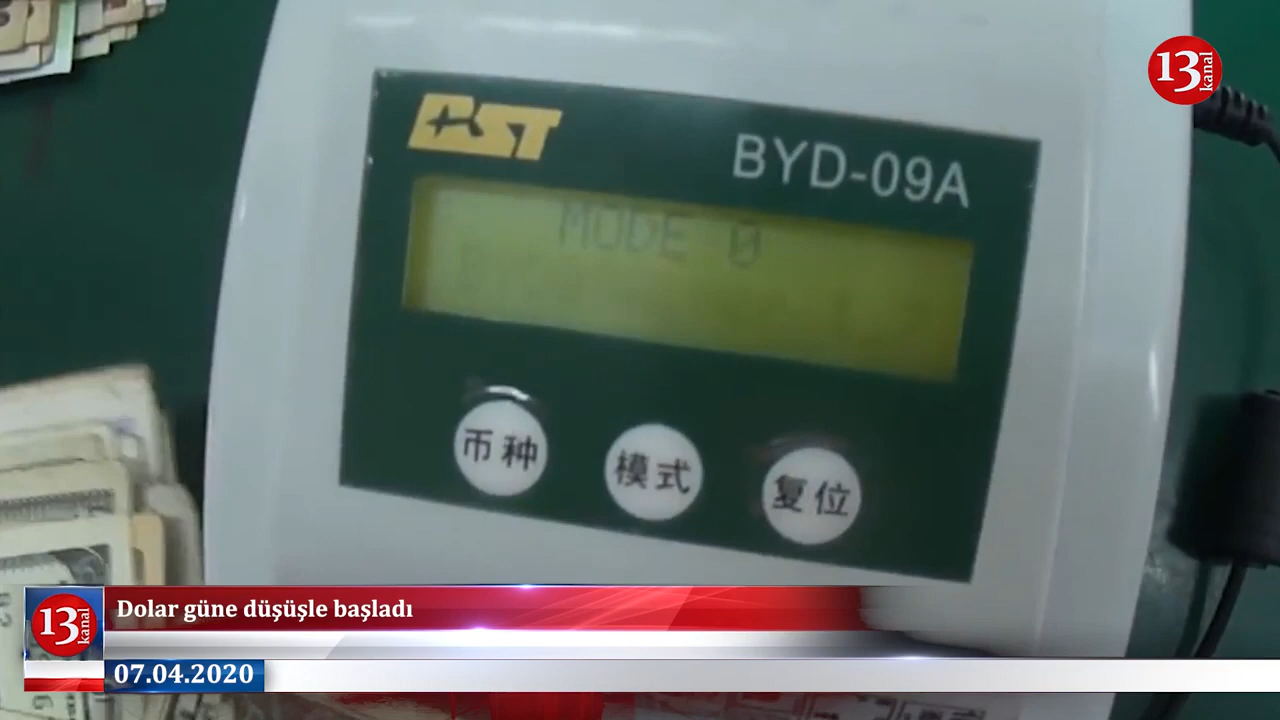 13
kanal
BST
BYD-09A
MODE 0
币种
模式
复位
13
kanal
Dolar güne düşüşle başladı
07.04.2020